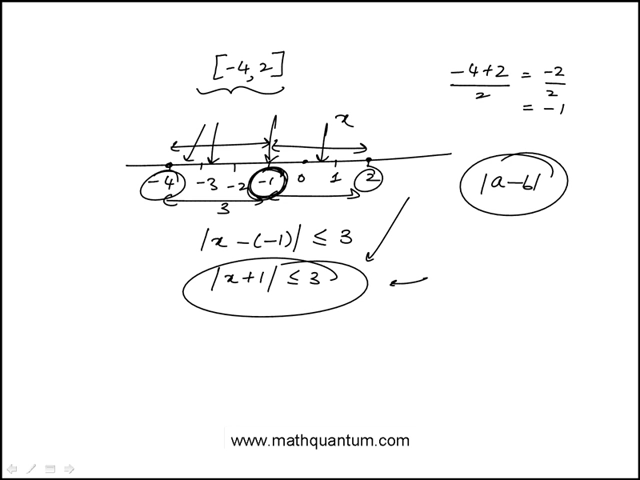 [-4, 2]
-4+2/2 = -2/2
= -1
x
-4 -3 -2 -1 0 1 2
3
|a-b|
|x-(-1)| ≤ 3
|x+1| ≤ 3
www.mathquantum.com